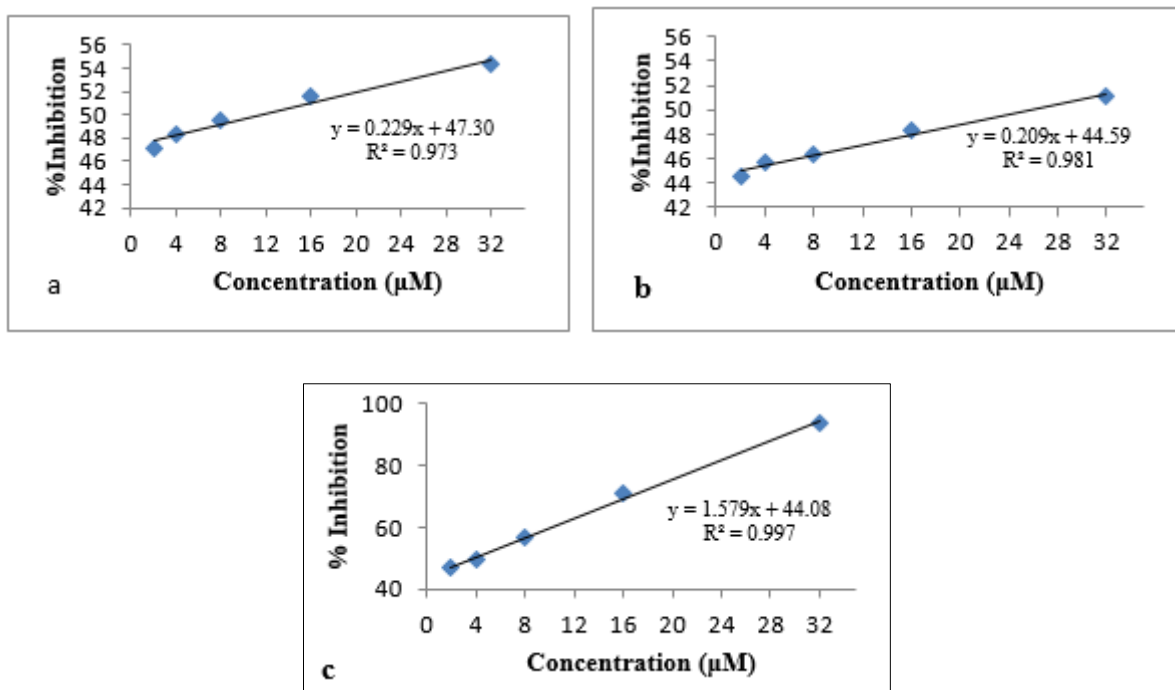 %Inhibition
56
54
52
50
48
46
44
42
y = 0.229x + 47.30
R² = 0.973
0 4 8 12 16 20 24 28 32
Concentration (µM)
a
%Inhibition
56
54
52
50
48
46
44
42
y = 0.209x + 44.59
R² = 0.981
0 4 8 12 16 20 24 28 32
Concentration (µM)
b
% Inhibition
100
80
60
40
y = 1.579x + 44.08
R² = 0.997
0 4 8 12 16 20 24 28 32
Concentration (µM)
c